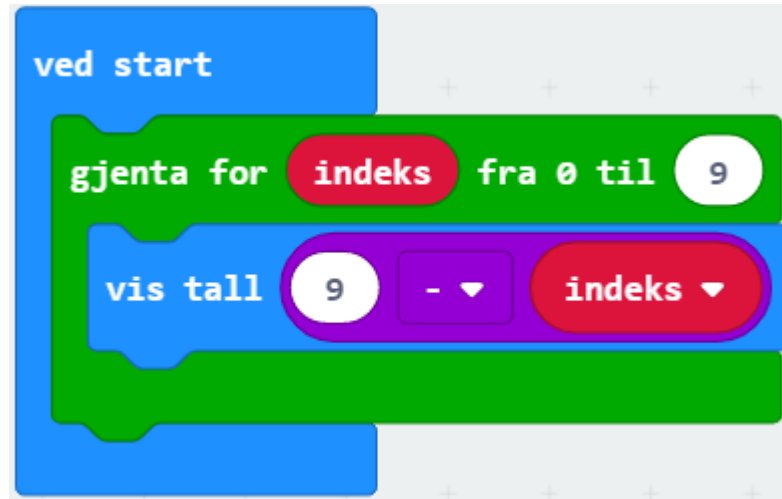 ved start
gjenta for indeks fra 0 til 9
vis tall 9 - indeks